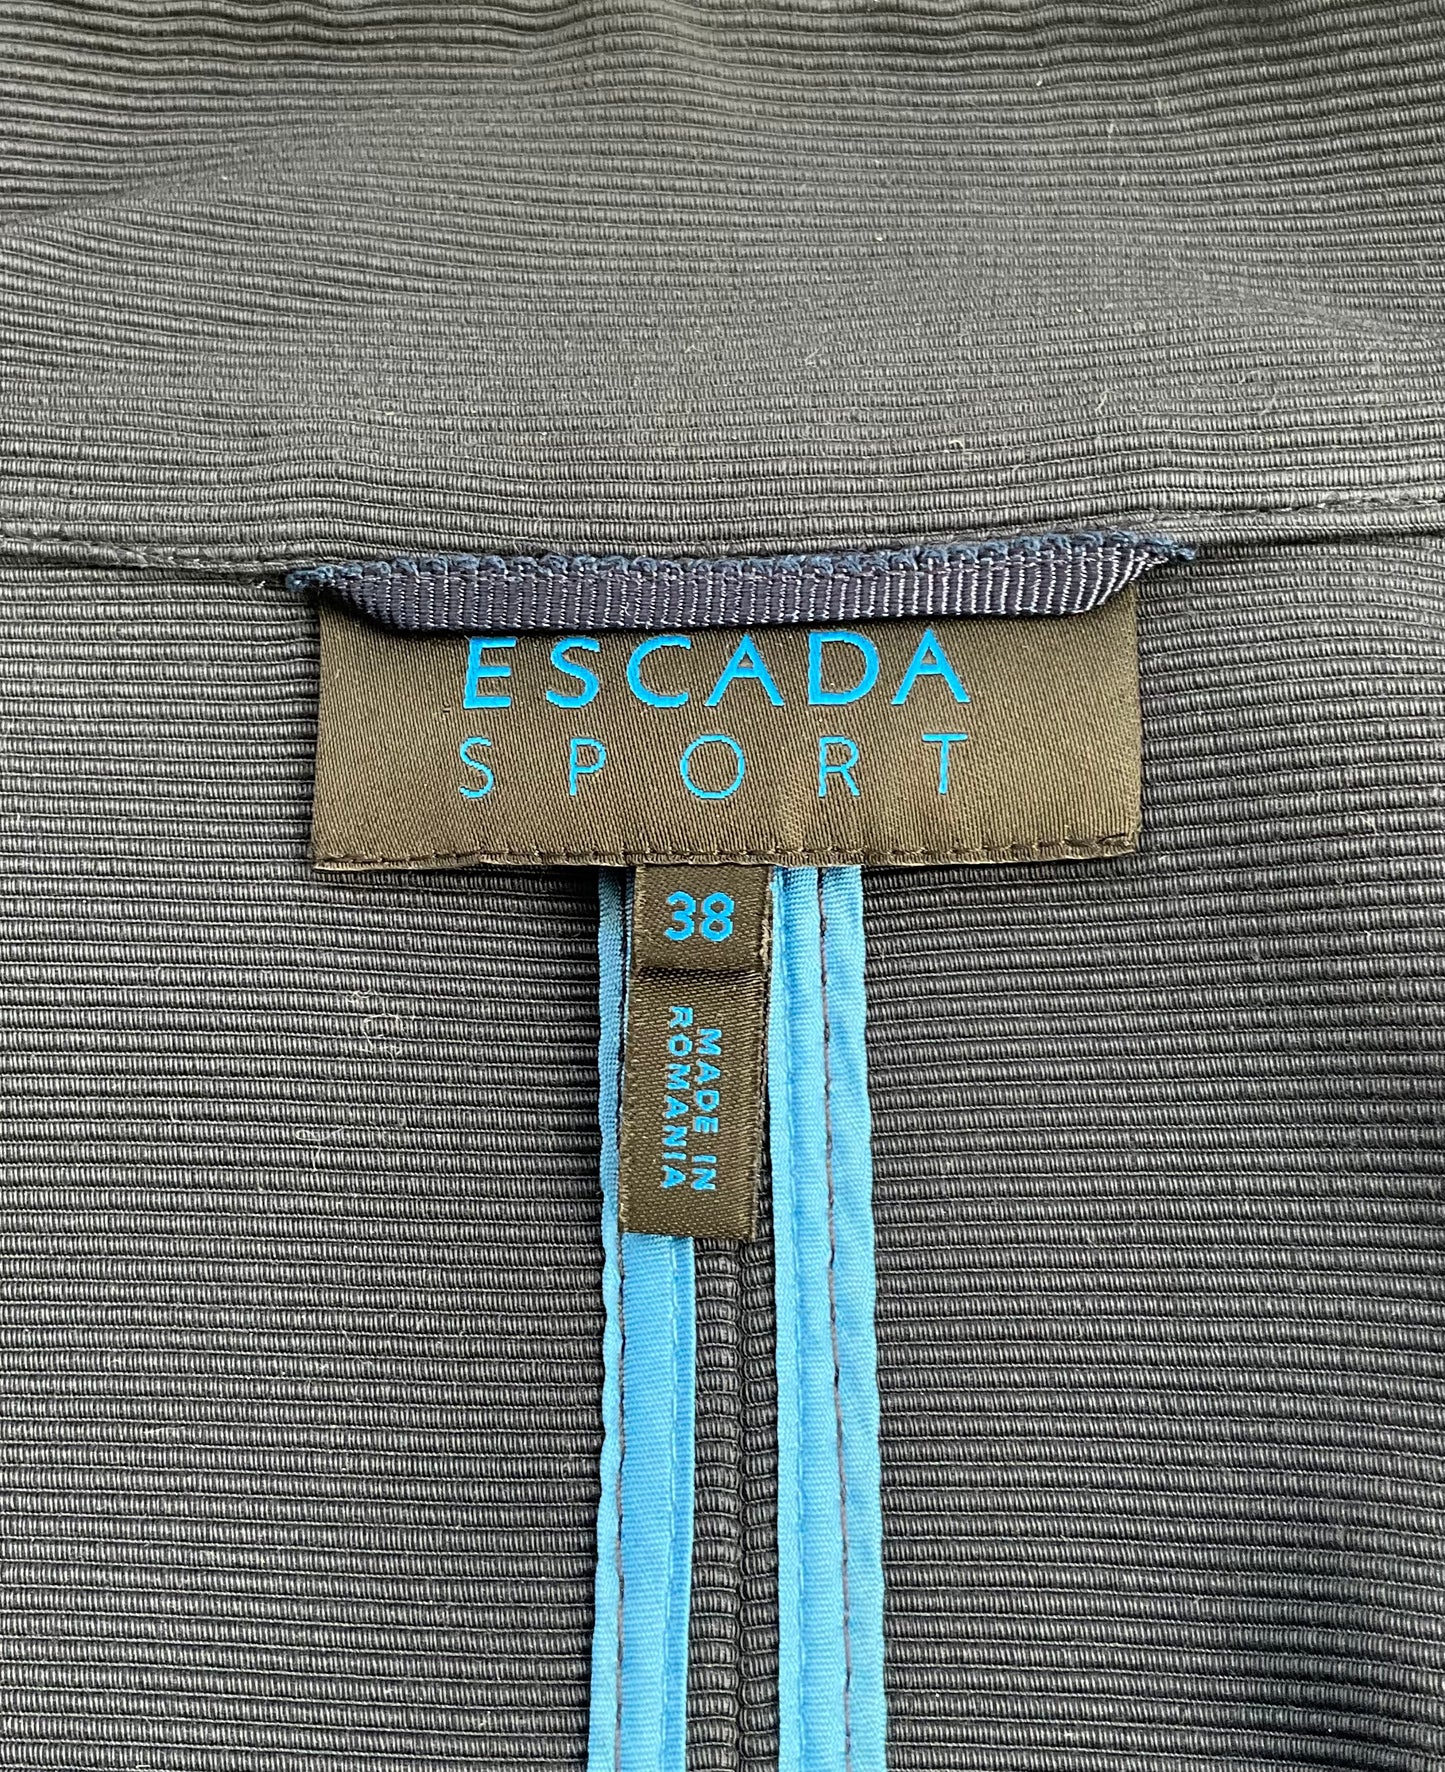 ESCADA
SPORT
38
MADE IN
ROMANIA